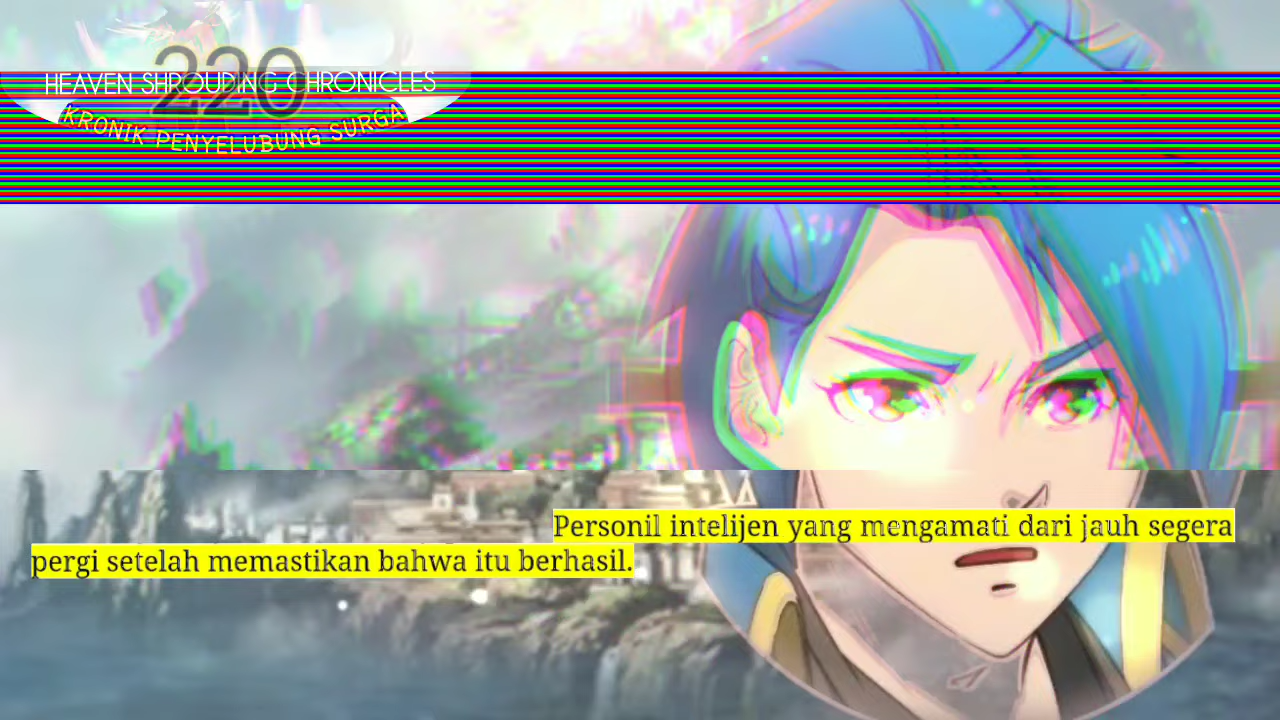 220
HEAVEN SHROUDING CHRONICLES
KRONIK PENYELUBUNG SURGA
Personil intelijen yang mengamati dari jauh segera
pergi setelah memastikan bahwa itu berhasil.